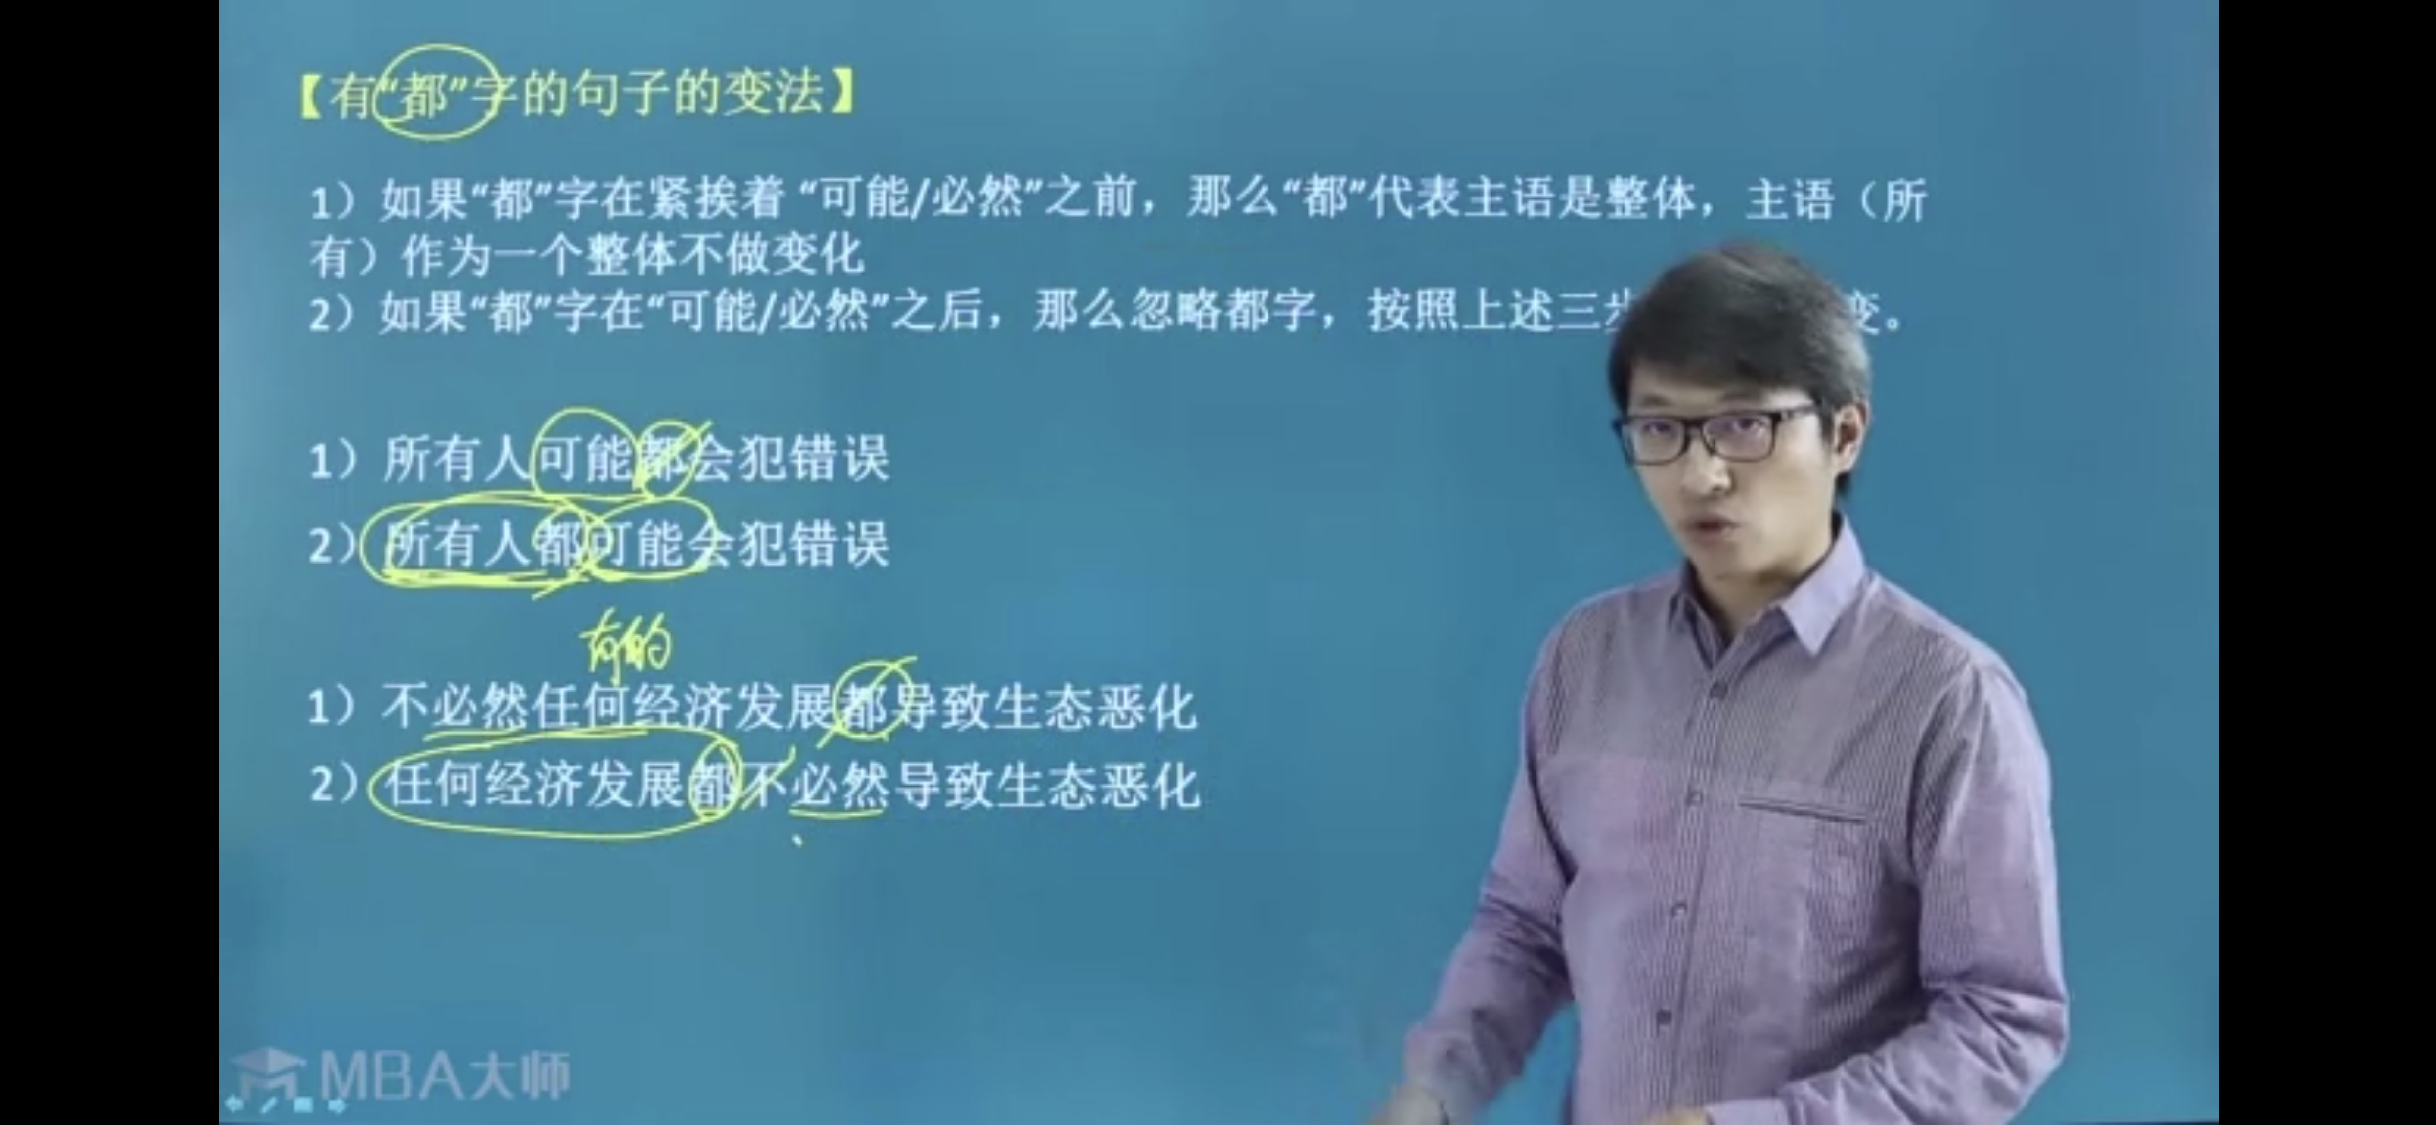 【有“都”字的句子的变法】
1）如果“都”字在紧挨着 “可能/必然”之前，那么“都”代表主语是整体，主语（所
有）作为一个整体不做变化
2）如果“都”字在“可能/必然”之后，那么忽略都字，按照上述三步 变。
1）所有人可能都会犯错误
2）所有人都可能会犯错误
有的
1）不必然任何经济发展都导致生态恶化
2）任何经济发展都不必然导致生态恶化
MBA大师